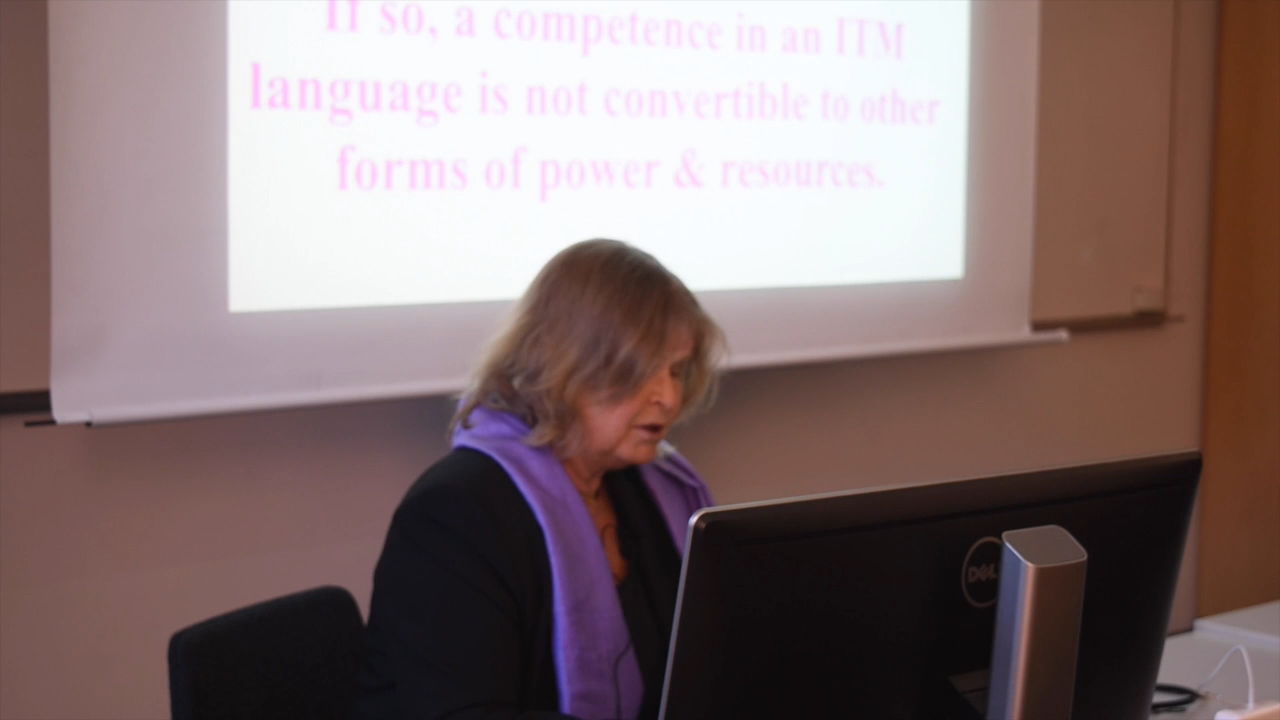 If so, a competence in an ITM
language is not convertible to other
forms of power & resources.
DELL